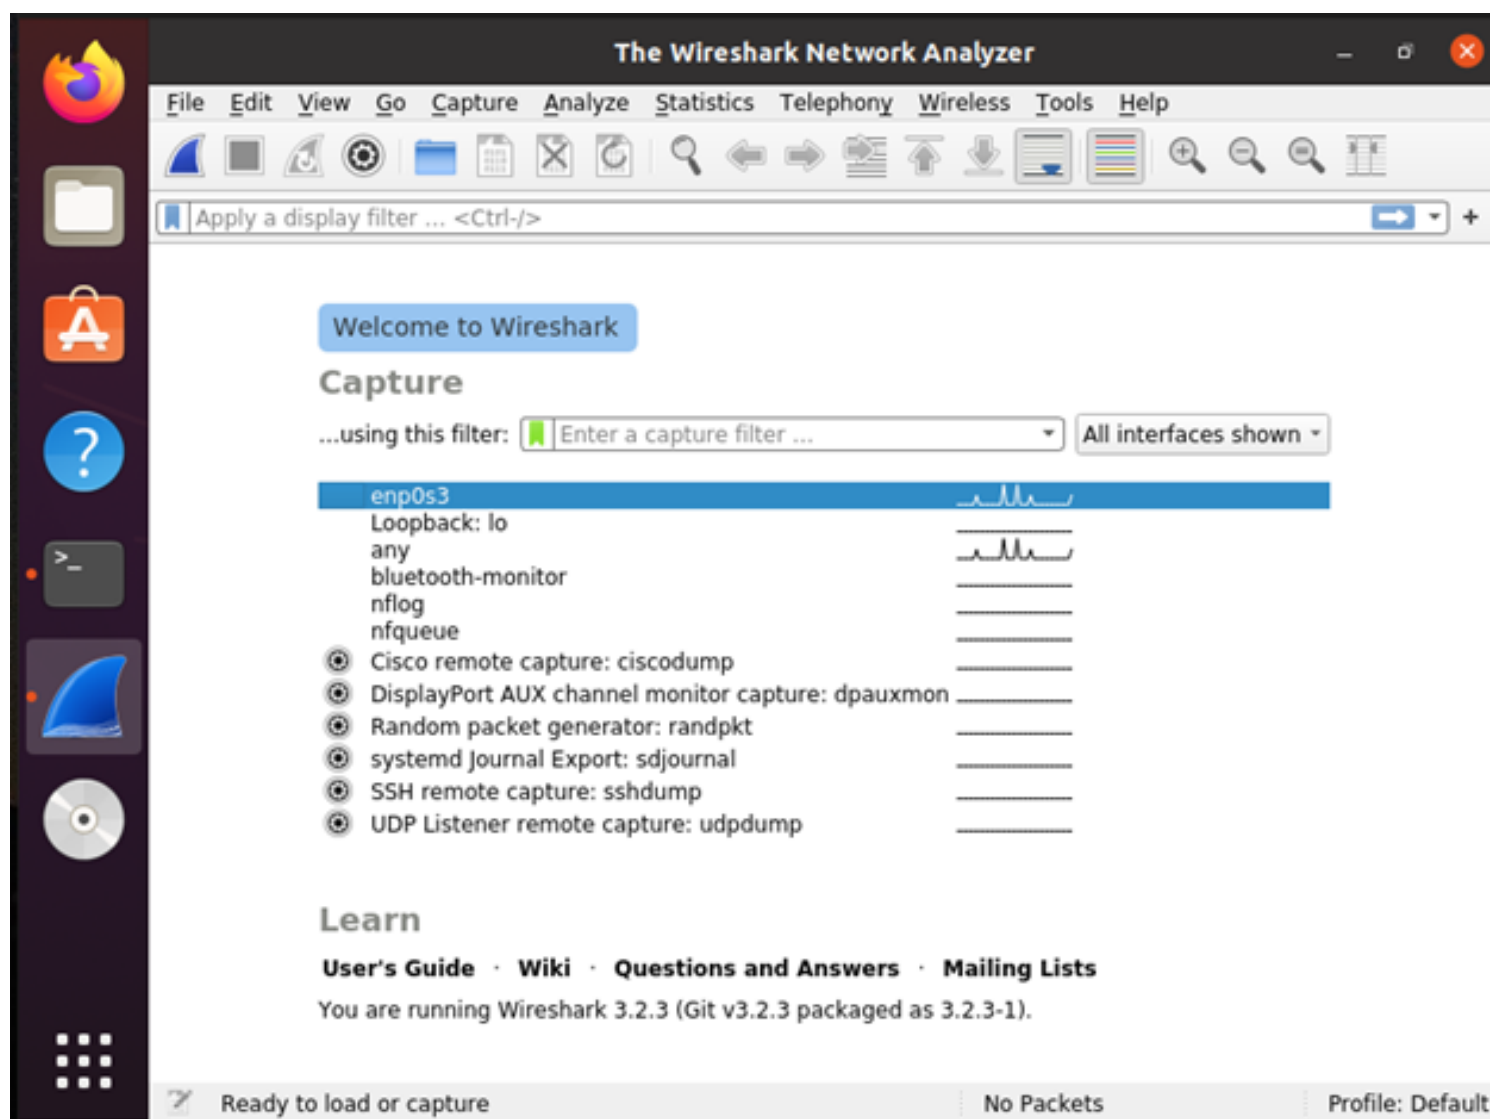 The Wireshark Network Analyzer
File Edit View Go Capture Analyze Statistics Telephony Wireless Tools Help
Apply a display filter ... <Ctrl-/>
+
Welcome to Wireshark
Capture
...using this filter: Enter a capture filter ... All interfaces shown
enp0s3
Loopback: lo
any
bluetooth-monitor
nflog
nfqueue
Cisco remote capture: ciscodump
DisplayPort AUX channel monitor capture: dpauxmon
Random packet generator: randpkt
systemd Journal Export: sdjournal
SSH remote capture: sshdump
UDP Listener remote capture: udpdump
Learn
User's Guide · Wiki · Questions and Answers · Mailing Lists
You are running Wireshark 3.2.3 (Git v3.2.3 packaged as 3.2.3-1).
Ready to load or capture No Packets Profile: Default